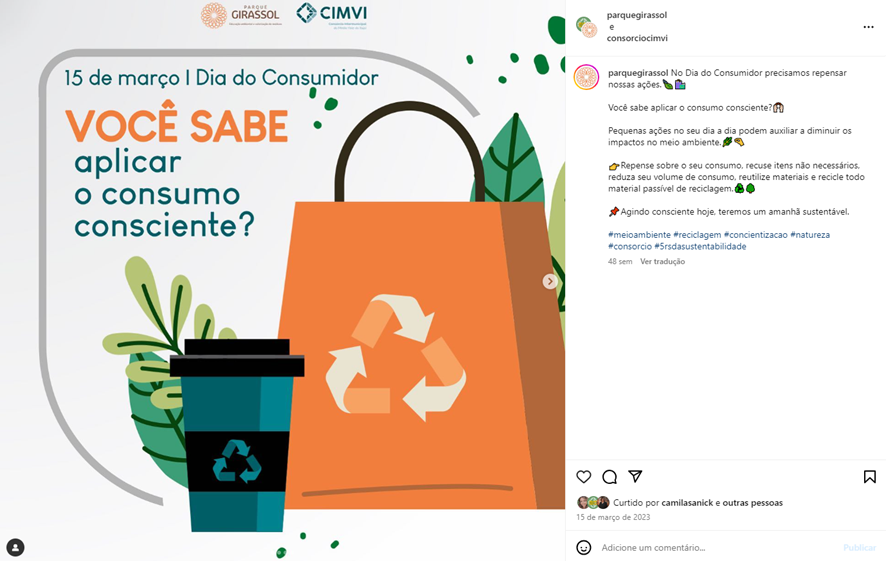 PARQUE
GIRASSOL
CIMVI
15 de março I Dia do Consumidor
VOCÊ SABE
aplicar
o consumo
consciente?
parquegirassol
e
consorciocimvi
parquegirassol No Dia do Consumidor precisamos repensar
nossas ações.
Você sabe aplicar o consumo consciente?
Pequenas ações no seu dia a dia podem auxiliar a diminuir os
impactos no meio ambiente.
Repense sobre o seu consumo, recuse itens não necessários,
reduza seu volume de consumo, reutilize materiais e recicle todo
material passível de reciclagem.
Agindo consciente hoje, teremos um amanhã sustentável.
#meioambiente #reciclagem #concientizacao #natureza
#consorcio #5rsdasustentabilidade
48 sem Ver tradução
Curtido por camilasanick e outras pessoas
15 de março de 2023
Adicione um comentário...
Publicar